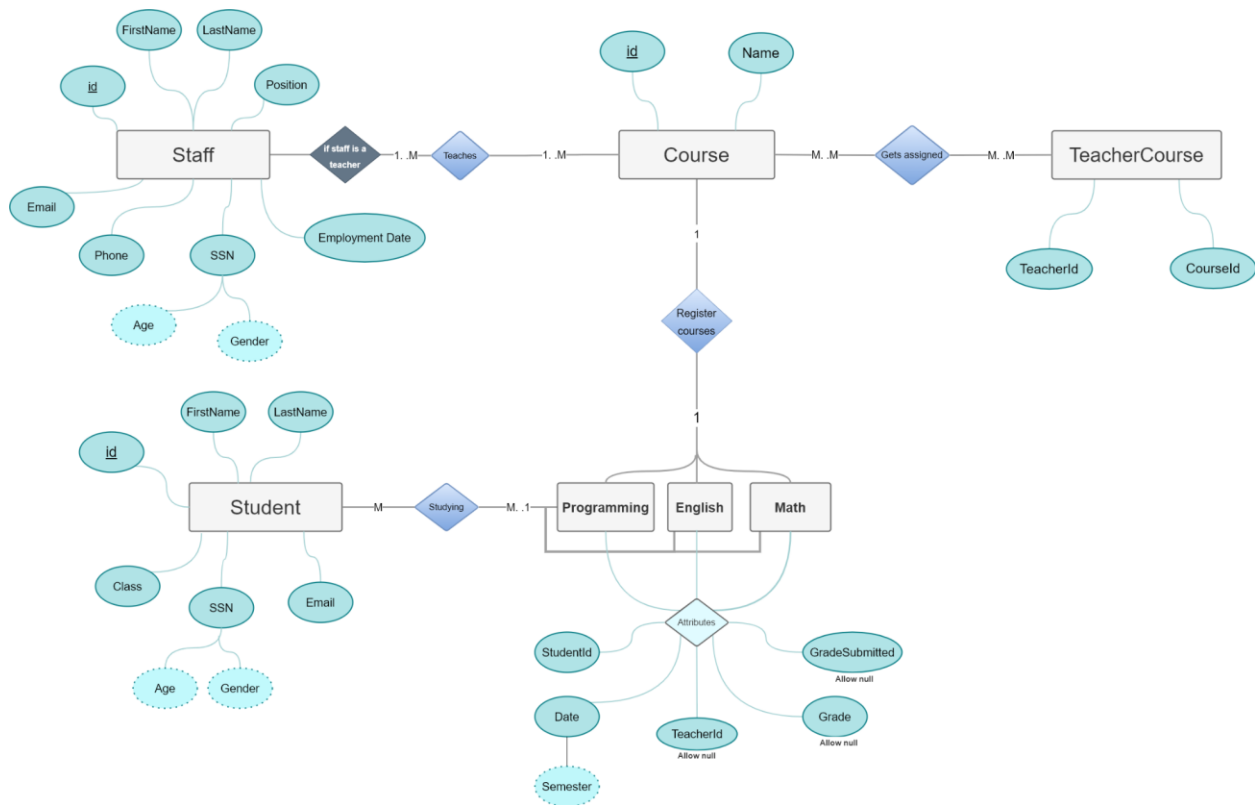 FirstName
LastName
id
Position
Staff
if staff is a
teacher
1. .M
Teaches
1. .M
id
Name
Course
M. .M
Gets assigned
M. .M
TeacherCourse
Email
Phone
SSN
Employment Date
Age
Gender
TeacherId
CourseId
1
Register
courses
1
FirstName
LastName
id
Student
M
Studying
M. .1
Programming
English
Math
Class
SSN
Email
Age
Gender
Attributes
StudentId
GradeSubmitted
Allow null
Date
TeacherId
Allow null
Grade
Allow null
Semester